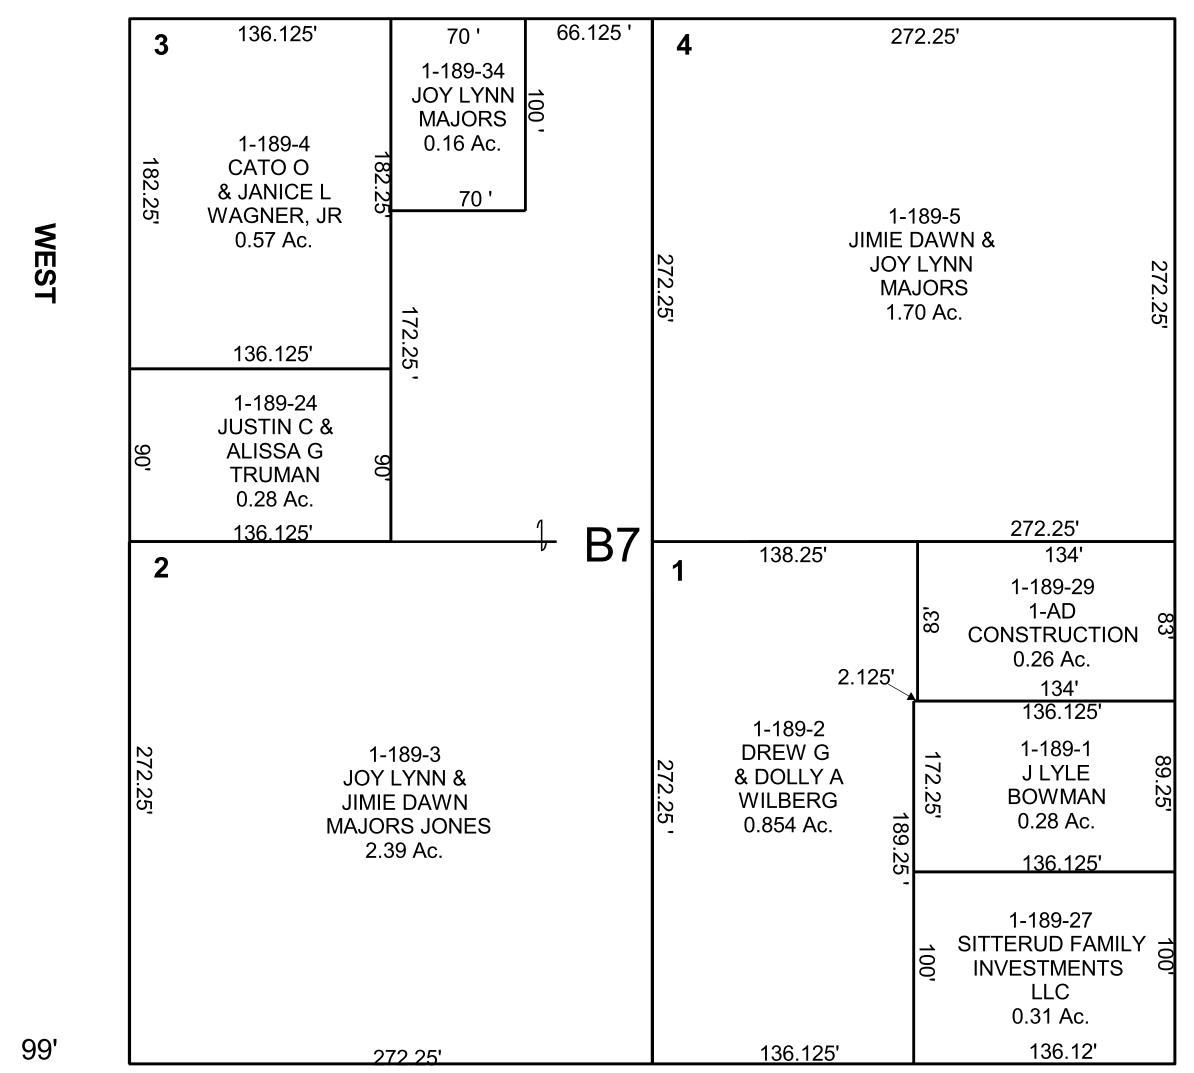 3
136.125'
70 '
66.125 '
4
272.25'
1-189-34
JOY LYNN
MAJORS
0.16 Ac.
100 '
70 '
1-189-4
CATO O
& JANICE L
WAGNER, JR
0.57 Ac.
182.25'
182.25'
136.125'
172.25 '
WEST
1-189-5
JIMIE DAWN &
JOY LYNN
MAJORS
1.70 Ac.
272.25'
272.25'
272.25'
1-189-24
JUSTIN C &
ALISSA G
TRUMAN
0.28 Ac.
90'
90'
136.125'
B7
2
1
138.25'
134'
1-189-29
1-AD
CONSTRUCTION
0.26 Ac.
83'
83'
134'
2.125'
136.125'
1-189-3
JOY LYNN &
JIMIE DAWN
MAJORS JONES
2.39 Ac.
272.25'
272.25'
1-189-2
DREW G
& DOLLY A
WILBERG
0.854 Ac.
272.25 '
189.25 '
136.125'
1-189-1
J LYLE
BOWMAN
0.28 Ac.
172.25'
89.25'
136.125'
1-189-27
SITTERUD FAMILY
INVESTMENTS
LLC
0.31 Ac.
100'
100'
136.12'
99'